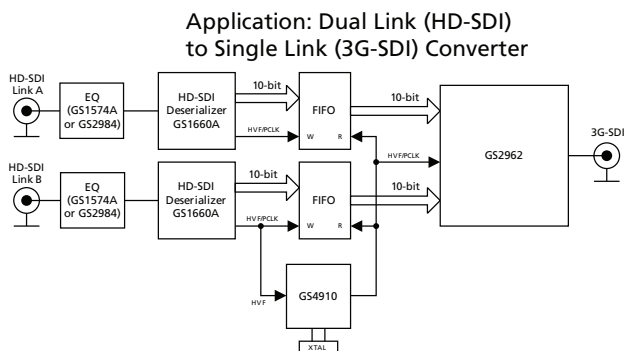 Application: Dual Link (HD-SDI)
to Single Link (3G-SDI) Converter
HD-SDI
Link A
EQ
(GS1574A
or GS2984)
HD-SDI
Deserializer
GS1660A
10-bit
HVF/PCLK
FIFO
W R
10-bit
HVF/PCLK
GS2962
3G-SDI
HD-SDI
Link B
EQ
(GS1574A
or GS2984)
HD-SDI
Deserializer
GS1660A
10-bit
HVF/PCLK
FIFO
W R
10-bit
HVF
GS4910
XTAL